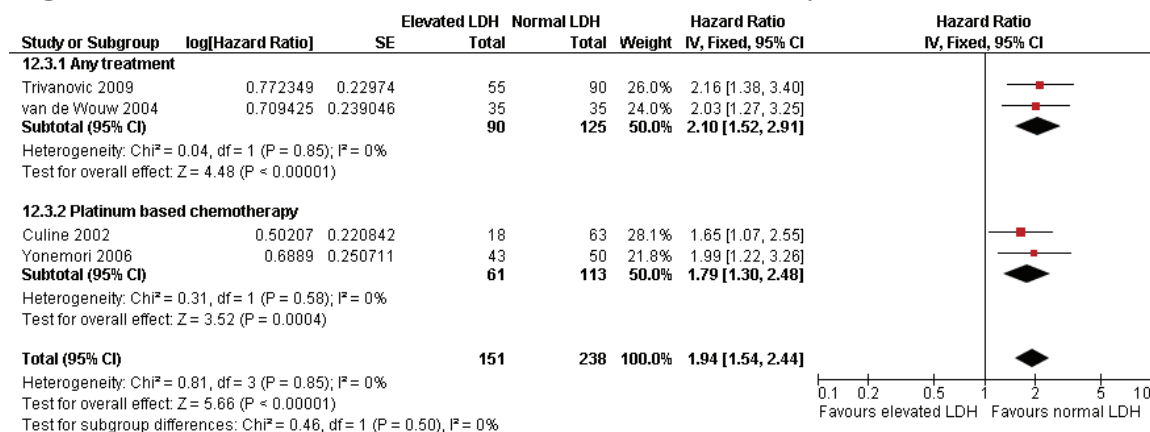 Elevated LDH Normal LDH Hazard Ratio Hazard Ratio
Study or Subgroup log[Hazard Ratio] SE Total Total Weight IV, Fixed, 95% CI IV, Fixed, 95% CI
12.3.1 Any treatment
Trivanovic 2009 0.772349 0.22974 55 90 26.0% 2.16 [1.38, 3.40]
van de Wouw 2004 0.709425 0.239046 35 35 24.0% 2.03 [1.27, 3.25]
Subtotal (95% CI) 90 125 50.0% 2.10 [1.52, 2.91]
Heterogeneity: Chi² = 0.04, df = 1 (P = 0.85); I² = 0%
Test for overall effect: Z = 4.48 (P < 0.00001)
12.3.2 Platinum based chemotherapy
Culine 2002 0.50207 0.220842 18 63 28.1% 1.65 [1.07, 2.55]
Yonemori 2006 0.6889 0.250711 43 50 21.8% 1.99 [1.22, 3.26]
Subtotal (95% CI) 61 113 50.0% 1.79 [1.30, 2.48]
Heterogeneity: Chi² = 0.31, df = 1 (P = 0.58); I² = 0%
Test for overall effect: Z = 3.52 (P = 0.0004)
Total (95% CI) 151 238 100.0% 1.94 [1.54, 2.44]
Heterogeneity: Chi² = 0.81, df = 3 (P = 0.85); I² = 0%
Test for overall effect: Z = 5.66 (P < 0.00001)
Test for subgroup differences: Chi² = 0.46, df = 1 (P = 0.50), I² = 0%
0.1 0.2 0.5 1 2 5 10
Favours elevated LDH Favours normal LDH